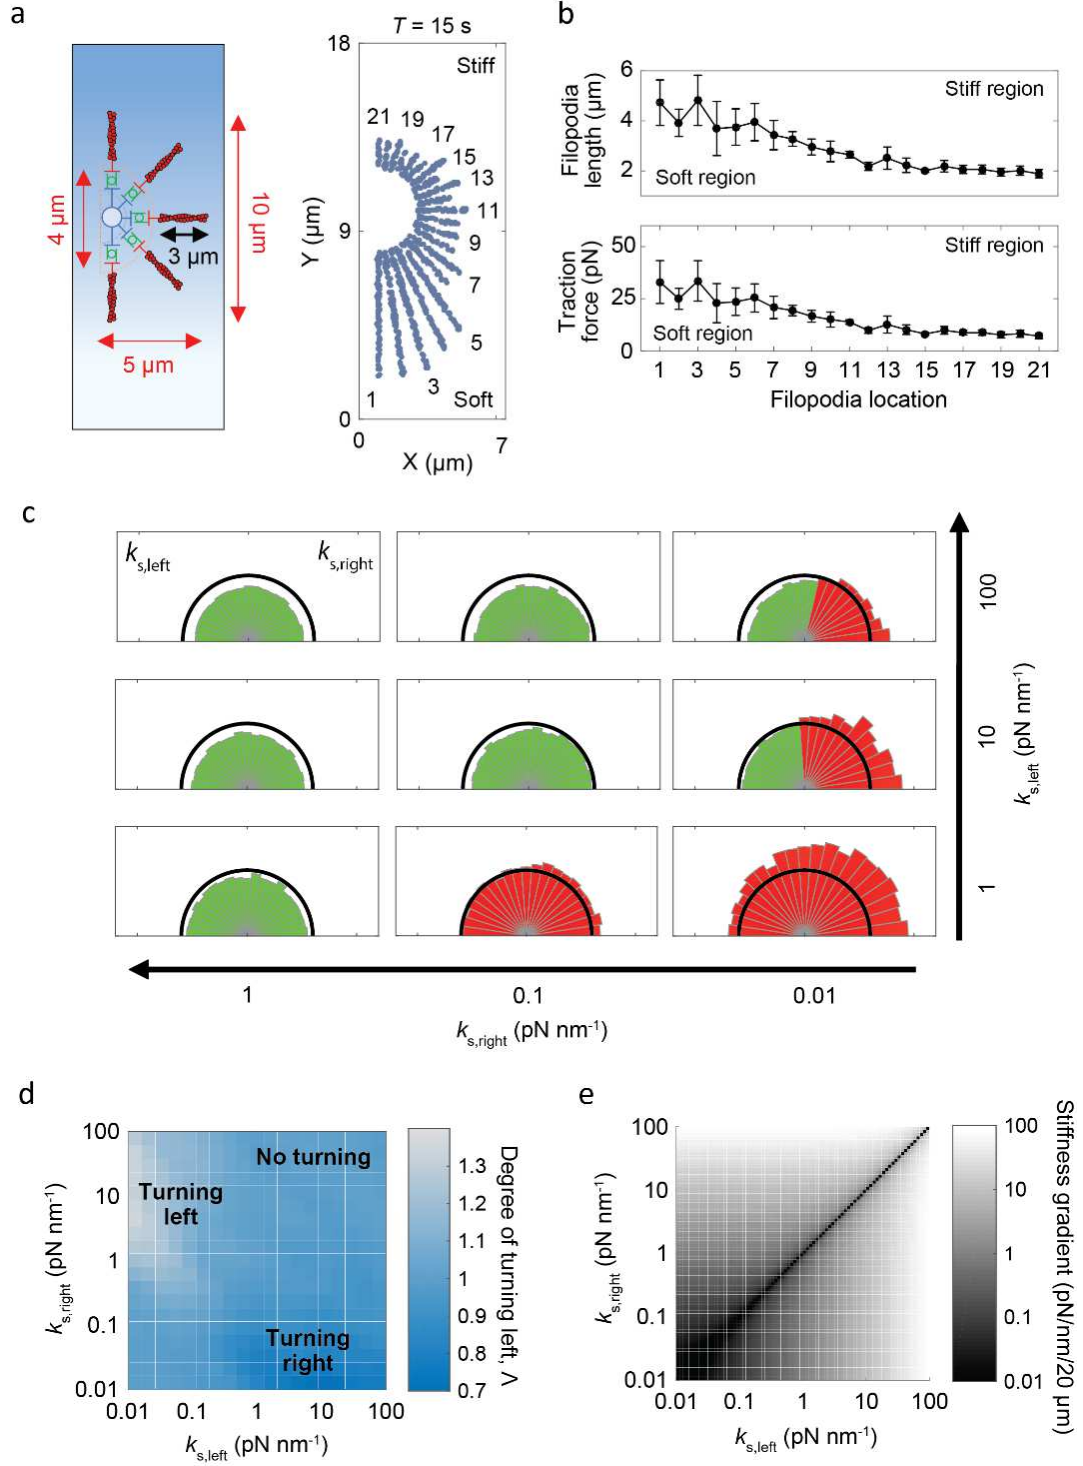 a
T = 15 s
18
Stiff
21
19
17
15
13
11
9
7
5
3
1
Soft
9
0
0
7
Y (µm)
X (µm)
4 µm
10 µm
3 µm
5 µm
b
6
4
2
Filopodia
length (µm)
Stiff region
Soft region
50
25
0
Traction
force (pN)
Stiff region
Soft region
1 3 5 7 9 11 13 15 17 19 21
Filopodia location
c
ks,left
ks,right
100
10
1
ks,left (pN nm-1)
1
0.1
0.01
ks,right (pN nm-1)
d
100
10
1
0.1
0.01
ks,right (pN nm-1)
No turning
Turning
left
Turning
right
0.01 0.1 1 10 100
ks,left (pN nm-1)
1.3
1.2
1.1
1
0.9
0.8
0.7
Degree of turning left, Λ
e
100
10
1
0.1
0.01
ks,right (pN nm-1)
0.01 0.1 1 10 100
ks,left (pN nm-1)
100
10
1
0.1
0.01
Stiffness gradient (pN/nm/20 µm)